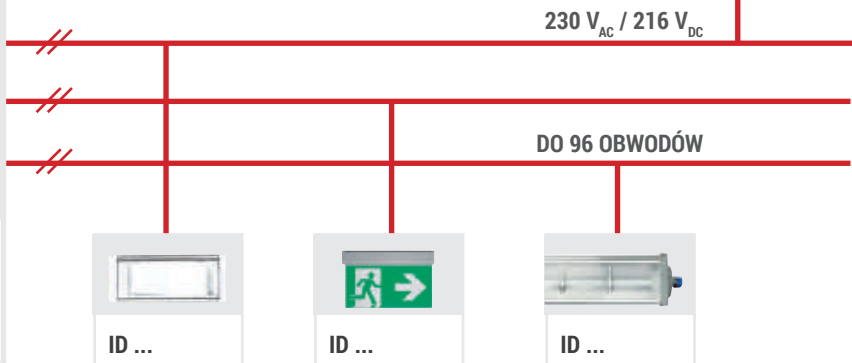 230 V_AC / 216 V_DC
DO 96 OBWODÓW
ID ...
ID ...
ID ...